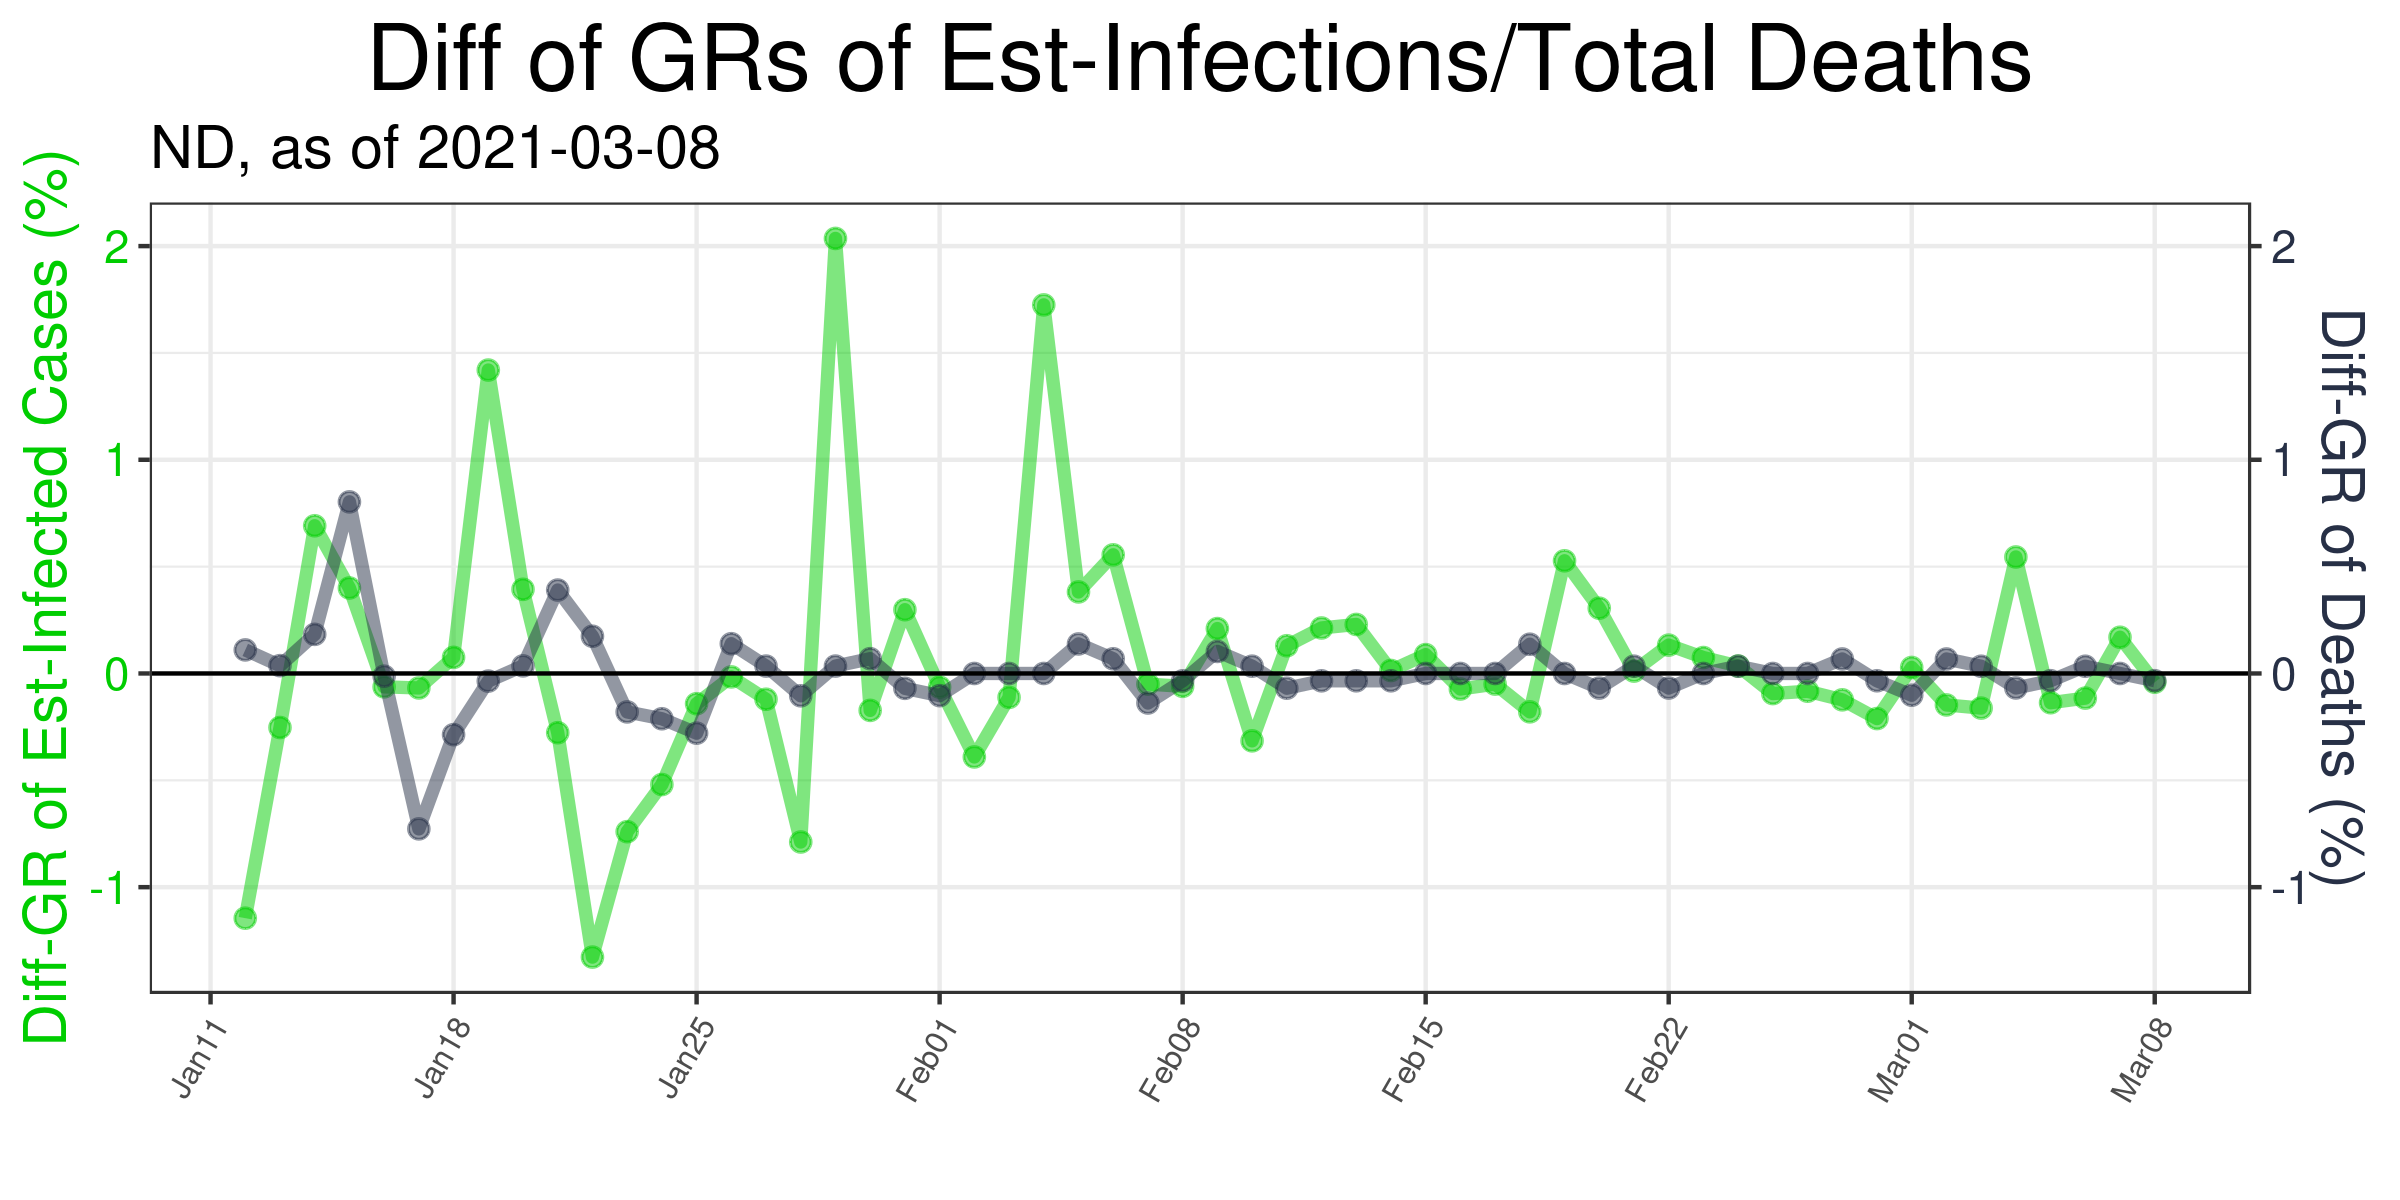 Diff of GRs of Est-Infections/Total Deaths
ND, as of 2021-03-08
Diff-GR of Est-Infected Cases (%)
2
1
0
-1
2
1
0
-1
Diff-GR of Deaths (%)
Jan11
Jan18
Jan25
Feb01
Feb08
Feb15
Feb22
Mar01
Mar08